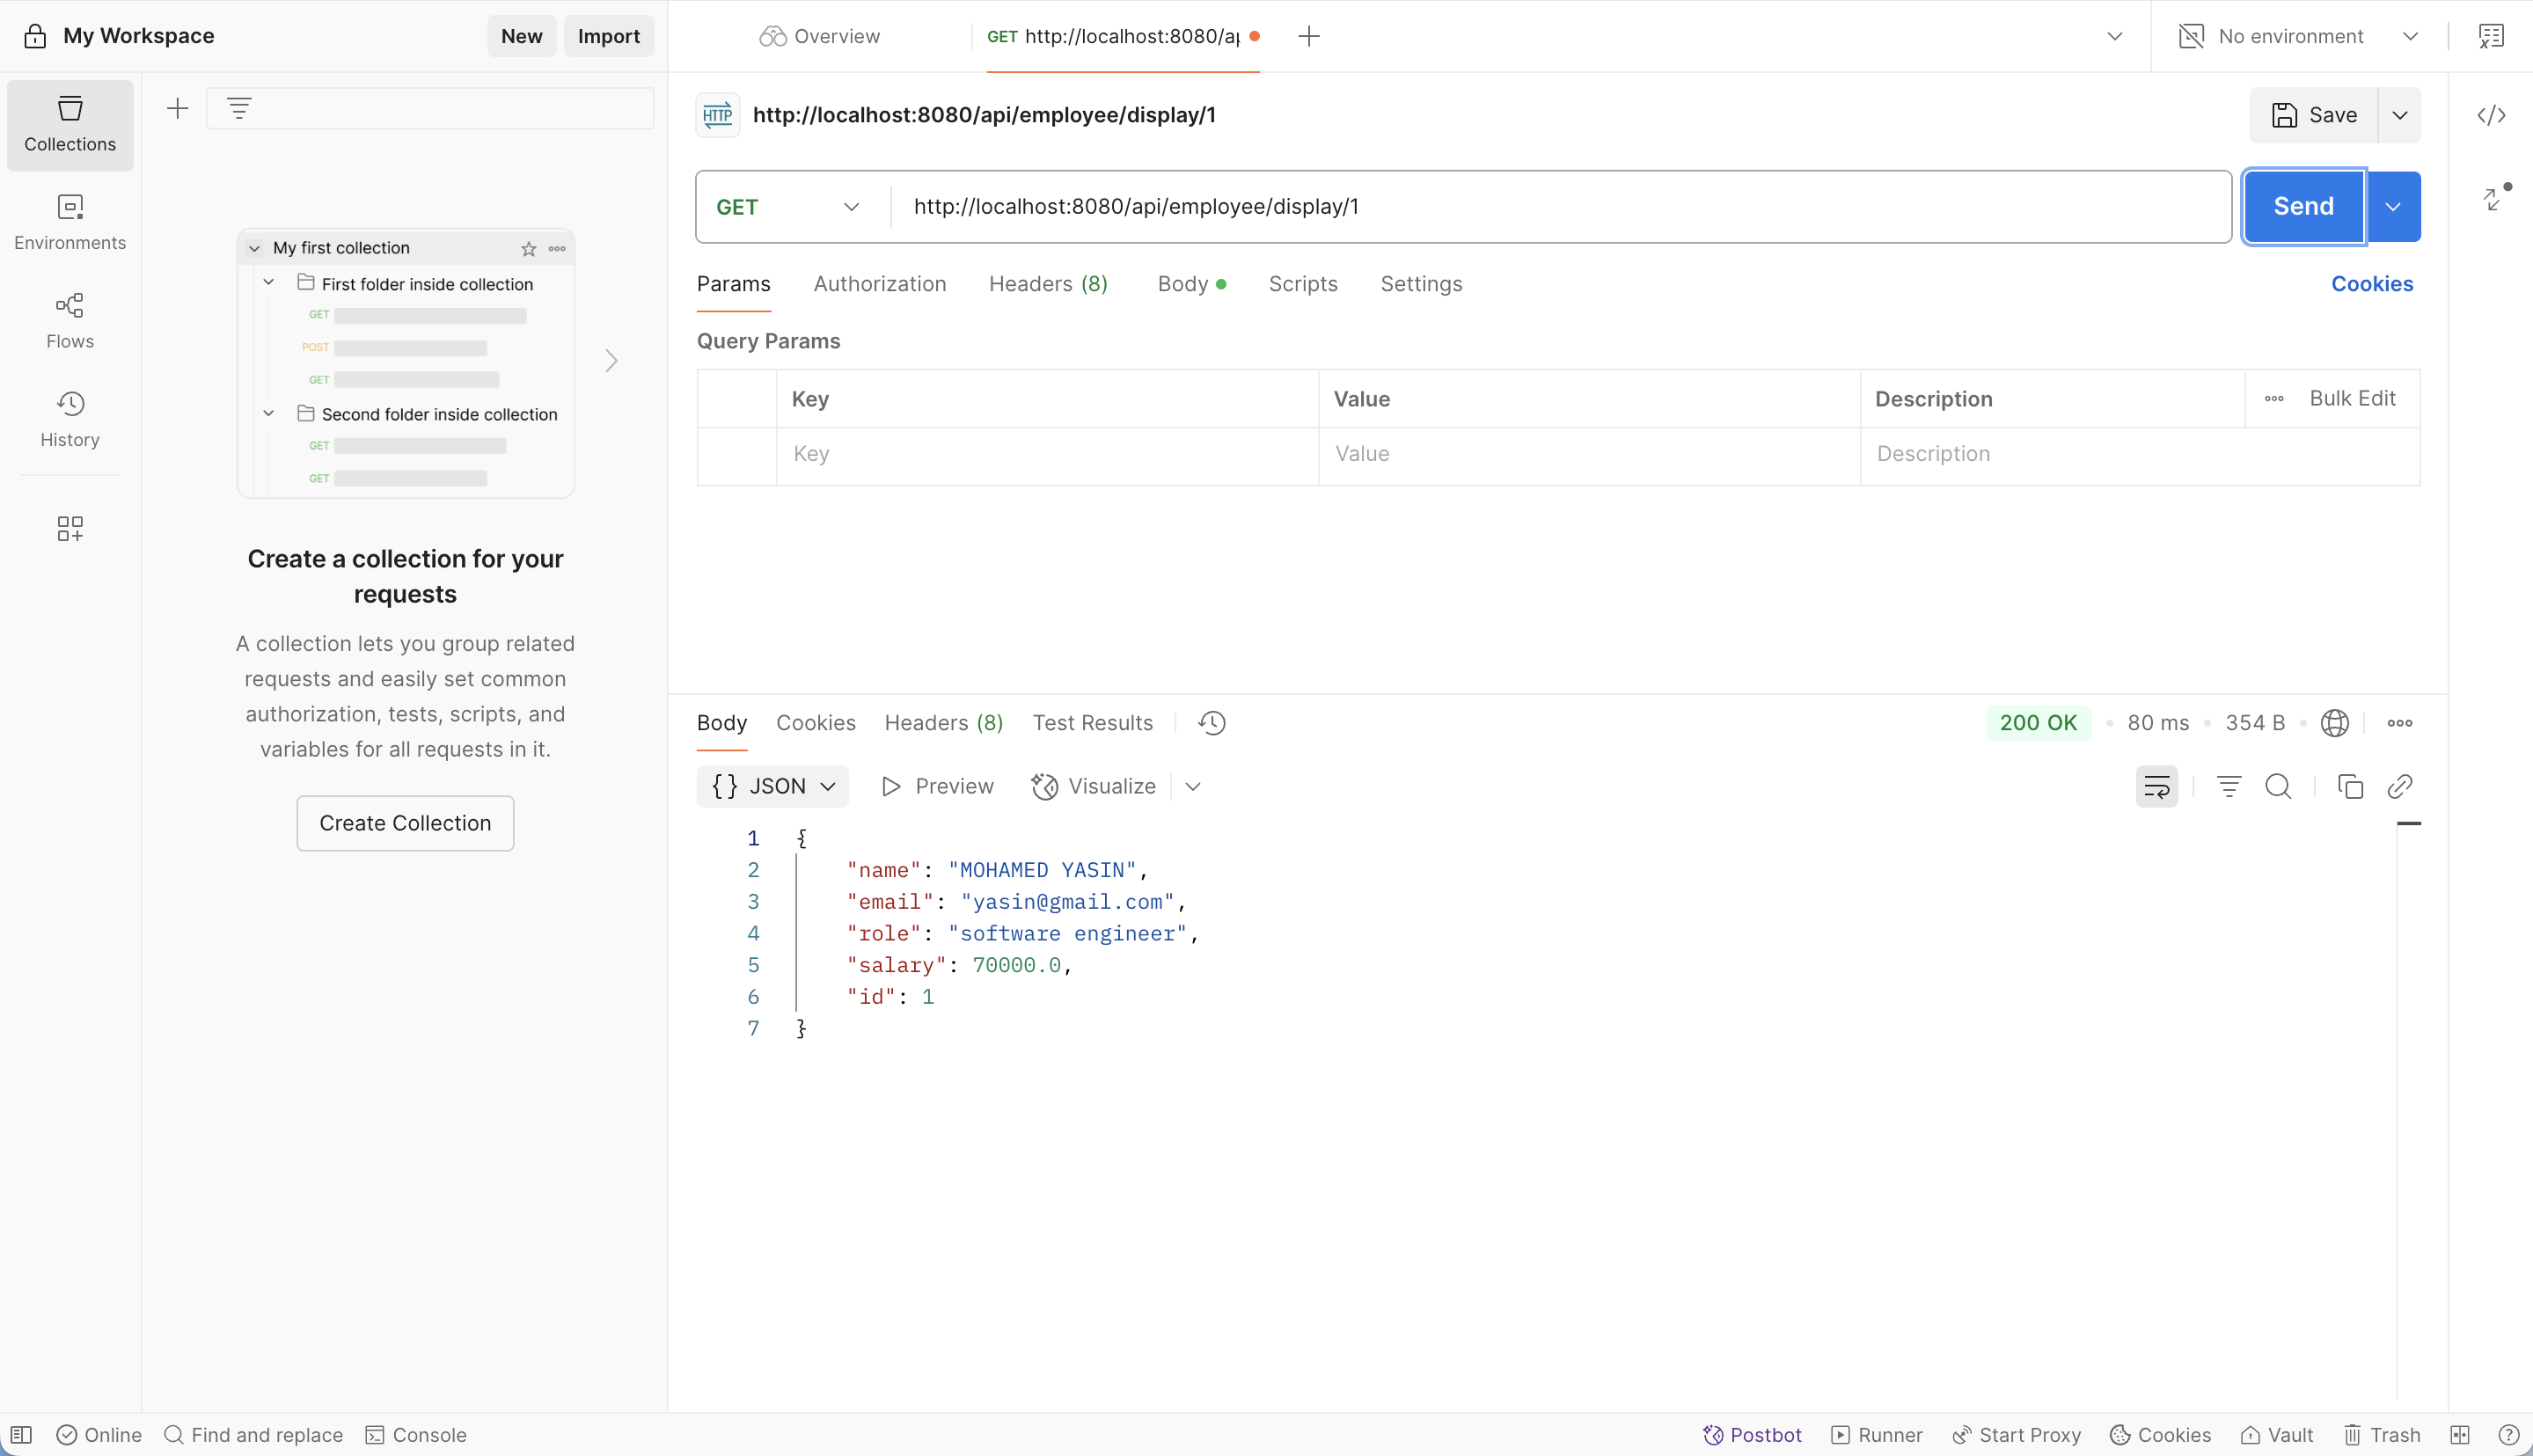 My Workspace
New
Import
Overview
GET http://localhost:8080/a
No environment
Collections
Environments
Flows
History
My first collection
First folder inside collection
GET
POST
GET
Second folder inside collection
GET
GET
Create a collection for your
requests
A collection lets you group related
requests and easily set common
authorization, tests, scripts, and
variables for all requests in it.
Create Collection
HTTP
http://localhost:8080/api/employee/display/1
Save
GET
http://localhost:8080/api/employee/display/1
Send
Params
Authorization
Headers (8)
Body
Scripts
Settings
Cookies
Query Params
Key
Value
Description
Bulk Edit
Key
Value
Description
Body
Cookies
Headers (8)
Test Results
200 OK
80 ms
354 B
{} JSON
Preview
Visualize
1 {
2 "name": "MOHAMED YASIN",
3 "email": "yasin@gmail.com",
4 "role": "software engineer",
5 "salary": 70000.0,
6 "id": 1
7 }
Online
Find and replace
Console
Postbot
Runner
Start Proxy
Cookies
Vault
Trash